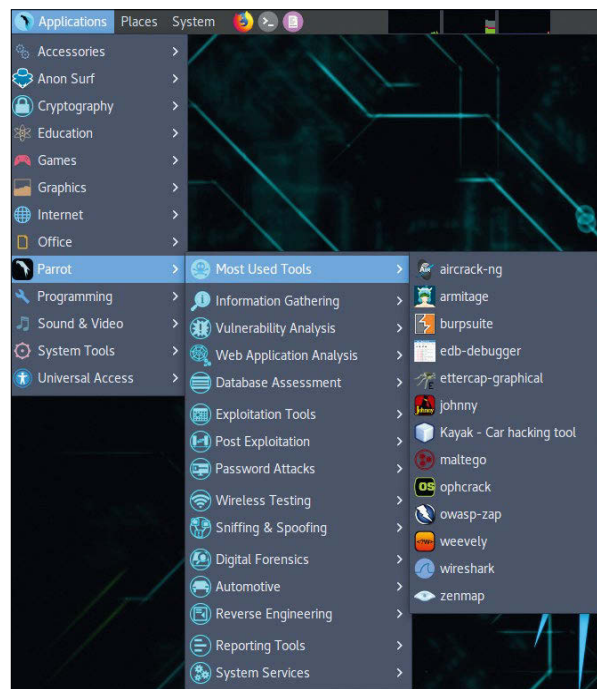 Applications Places System
Accessories
Anon Surf
Cryptography
Education
Games
Graphics
Internet
Office
Parrot
Programming
Sound & Video
System Tools
Universal Access
Most Used Tools
Information Gathering
Vulnerability Analysis
Web Application Analysis
Database Assessment
Exploitation Tools
Post Exploitation
Password Attacks
Wireless Testing
Sniffing & Spoofing
Digital Forensics
Automotive
Reverse Engineering
Reporting Tools
System Services
aircrack-ng
armitage
burpsuite
edb-debugger
ettercap-graphical
johnny
Kayak - Car hacking tool
maltego
ophcrack
owasp-zap
weevely
wireshark
zenmap